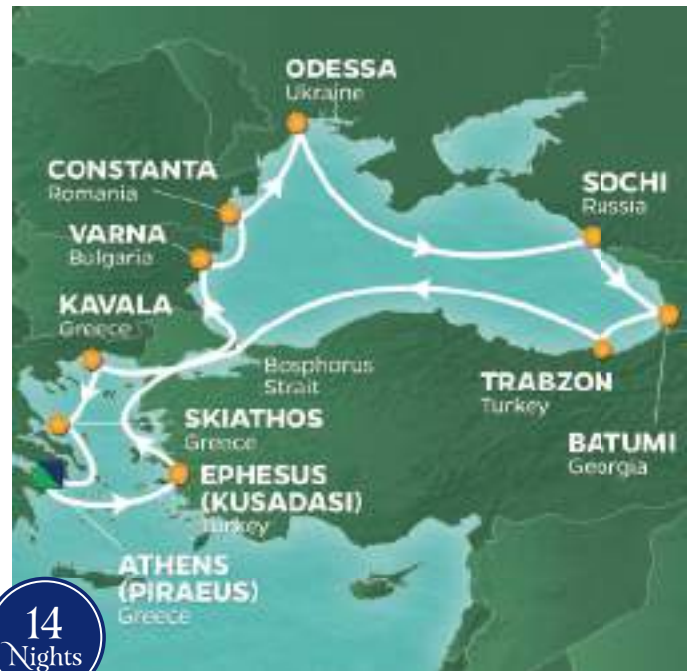 ODESSA
Ukraine
CONSTANTA
Romania
SOCHI
Russia
VARNA
Bulgaria
KAVALA
Greece
Bosphorus
Strait
TRABZON
Turkey
SKIATHOS
Greece
BATUMI
Georgia
EPHESUS
(KUSADASI)
Turkey
ATHENS
(PIRAEUS)
Greece
14
Nights